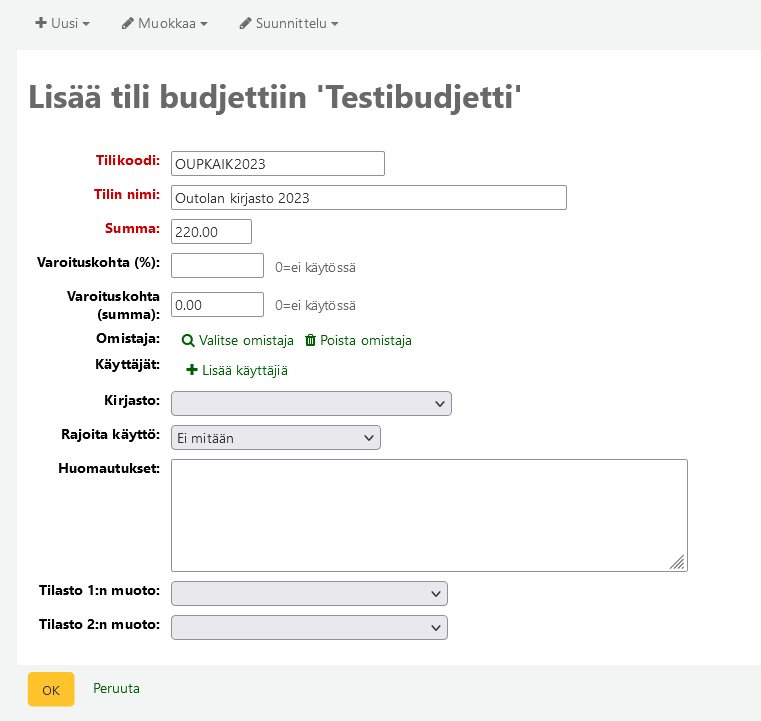 Uusi Muokkaa Suunnittelu
Lisää tili budjettiin 'Testibudjetti'
Tilikoodi: OUPKAIK2023
Tilin nimi: Outolan kirjasto 2023
Summa: 220.00
Varoituskohta (%): 0=ei käytössä
Varoituskohta
(summa): 0.00 0=ei käytössä
Omistaja: Valitse omistaja Poista omistaja
Käyttäjät: Lisää käyttäjiä
Kirjasto:
Rajoita käyttö: Ei mitään
Huomautukset:
Tilasto 1:n muoto:
Tilasto 2:n muoto:
OK Peruuta